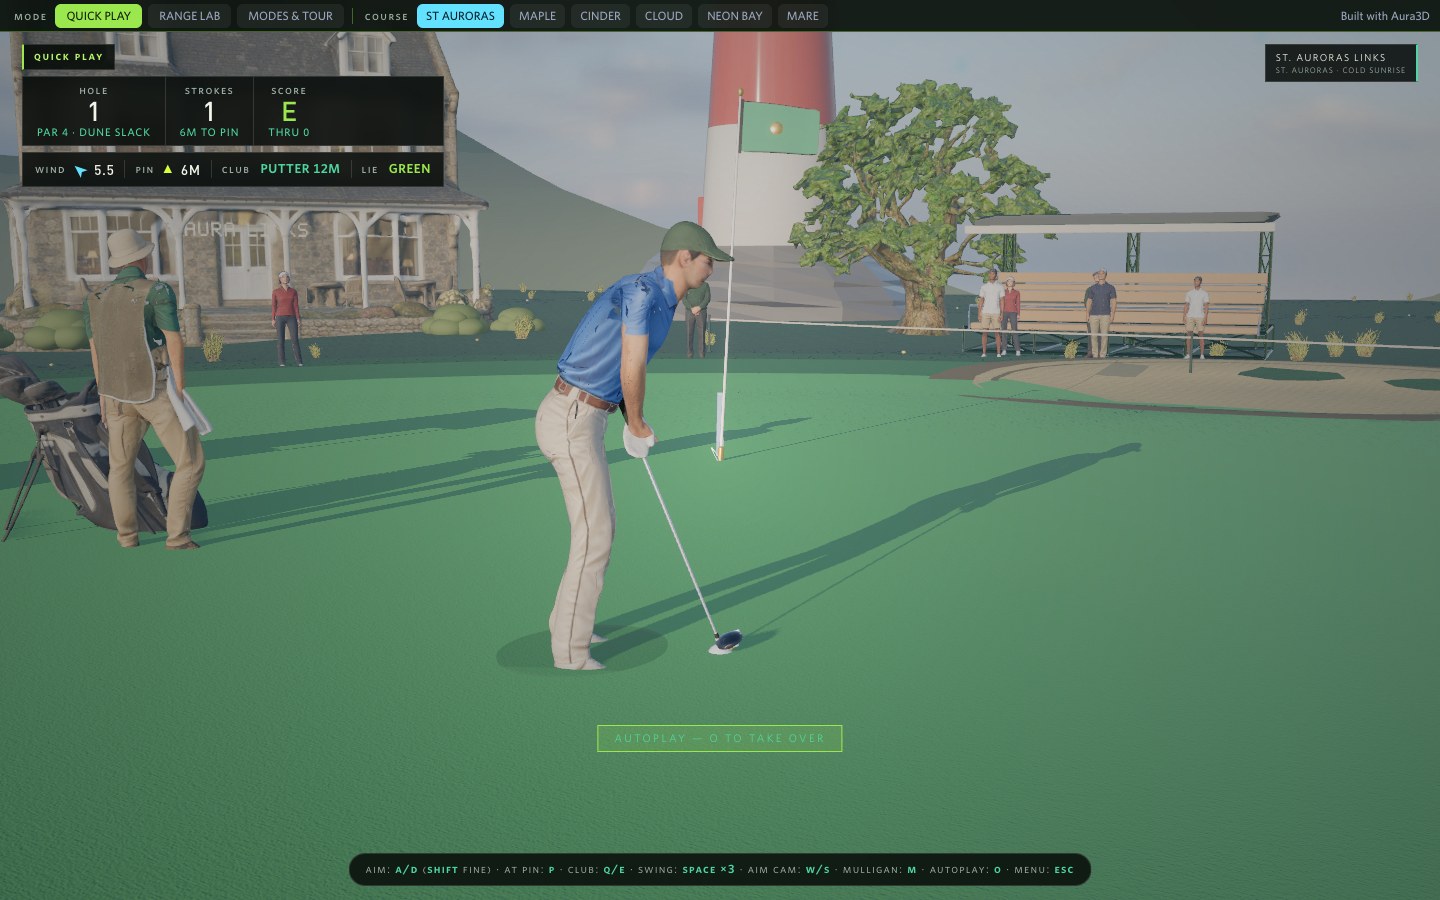 MODE QUICK PLAY RANGE LAB MODES & TOUR COURSE ST AURORAS MAPLE CINDER CLOUD NEON BAY MARE Built with Aura3D
QUICK PLAY
ST. AURORAS LINKS
ST. AURORAS · COLD SUNRISE
HOLE STROKES SCORE
1 1 E
PAR 4 · DUNE SLACK 6M TO PIN THRU 0
WIND 5.5 PIN ▲ 6M CLUB PUTTER 12M LIE GREEN
AURA LINKS
AUTOPLAY — O TO TAKE OVER
AIM: A/D (SHIFT FINE) · AT PIN: P · CLUB: Q/E · SWING: SPACE ×3 · AIM CAM: W/S · MULLIGAN: M · AUTOPLAY: O · MENU: ESC